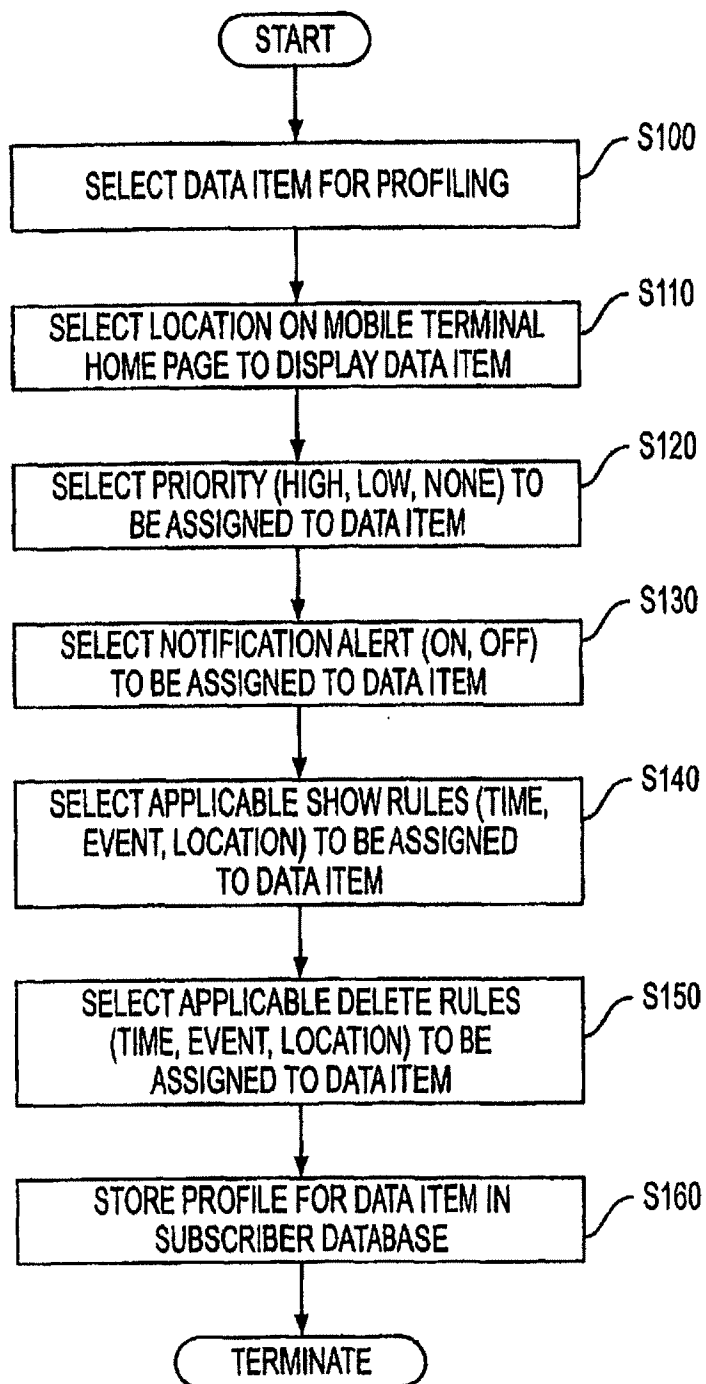 START
S100
SELECT DATA ITEM FOR PROFILING
S110
SELECT LOCATION ON MOBILE TERMINAL
HOME PAGE TO DISPLAY DATA ITEM
S120
SELECT PRIORITY (HIGH, LOW, NONE) TO
BE ASSIGNED TO DATA ITEM
S130
SELECT NOTIFICATION ALERT (ON, OFF)
TO BE ASSIGNED TO DATA ITEM
S140
SELECT APPLICABLE SHOW RULES (TIME,
EVENT, LOCATION) TO BE ASSIGNED
TO DATA ITEM
S150
SELECT APPLICABLE DELETE RULES
(TIME, EVENT, LOCATION) TO BE
ASSIGNED TO DATA ITEM
S160
STORE PROFILE FOR DATA ITEM IN
SUBSCRIBER DATABASE
TERMINATE